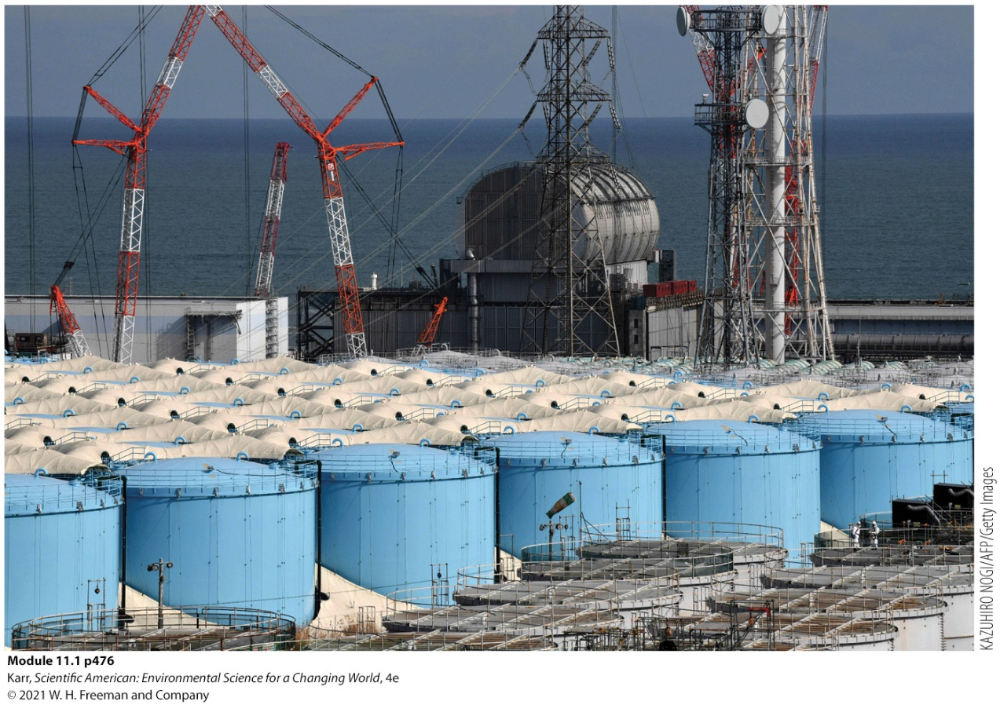 KAZUHIRO NOGI/AFP/Getty Images
Module 11.1 p476
Karr, Scientific American: Environmental Science for a Changing World, 4e
© 2021 W. H. Freeman and Company